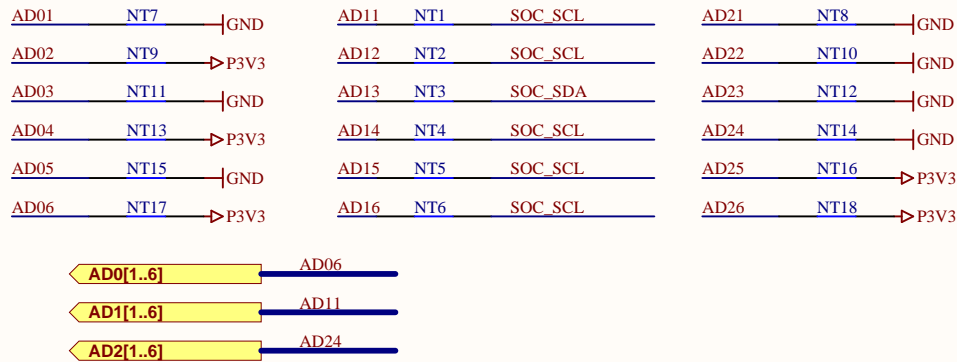 AD01 NT7 GND AD11 NT1 SOC_SCL AD21 NT8 GND
AD02 NT9 P3V3 AD12 NT2 SOC_SCL AD22 NT10 GND
AD03 NT11 GND AD13 NT3 SOC_SDA AD23 NT12 GND
AD04 NT13 P3V3 AD14 NT4 SOC_SCL AD24 NT14 GND
AD05 NT15 GND AD15 NT5 SOC_SCL AD25 NT16 P3V3
AD06 NT17 P3V3 AD16 NT6 SOC_SCL AD26 NT18 P3V3
AD0[1..6] AD06
AD1[1..6] AD11
AD2[1..6] AD24